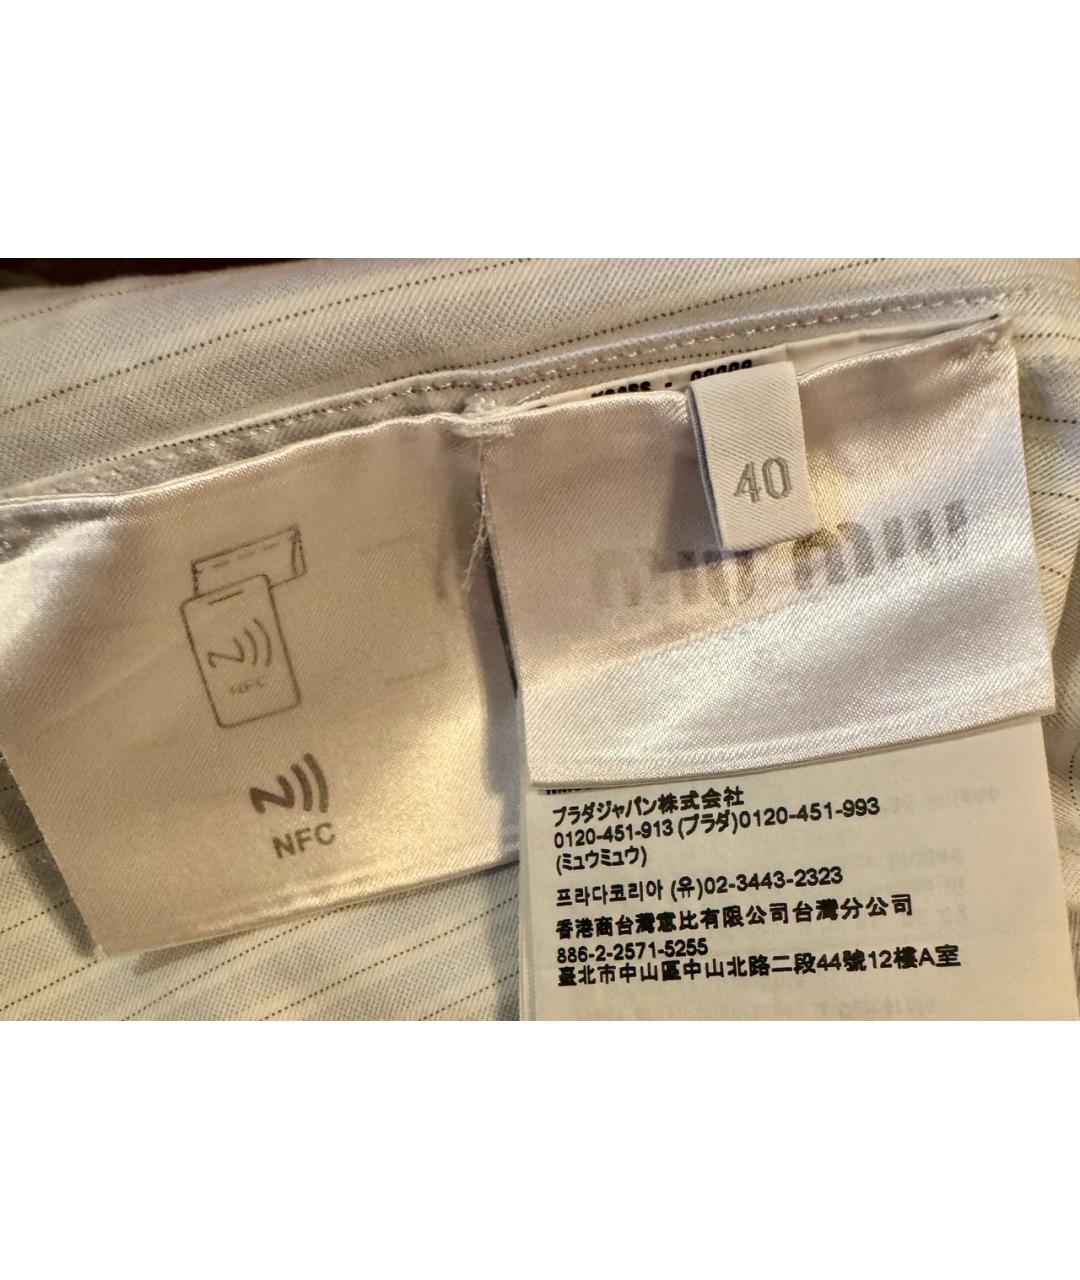 40
miu miu
NFC
NFC
プラダジャパン株式会社
0120-451-913 (プラダ)0120-451-993
(ミュウミュウ)
프라다코리아 (유)02-3443-2323
香港商台灣惠比有限公司台灣分公司
886-2-2571-5255
臺北市中山區中山北路二段44號12樓A室